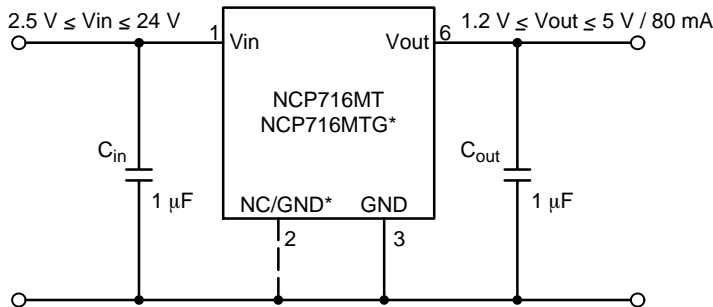 2.5 V ≤ Vin ≤ 24 V
1.2 V ≤ Vout ≤ 5 V / 80 mA
1
Vin
Vout
6
NCP716MT
NCP716MTG*
Cin
1 μF
Cout
1 μF
NC/GND*
GND
2
3